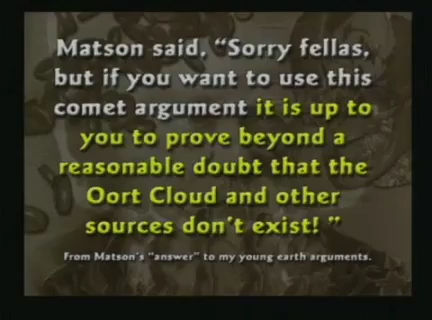 Matson said, "Sorry fellas,
but if you want to use this
comet argument it is up to
you to prove beyond a
reasonable doubt that the
Oort Cloud and other
sources don't exist! "
From Matson's "answer" to my young earth arguments.